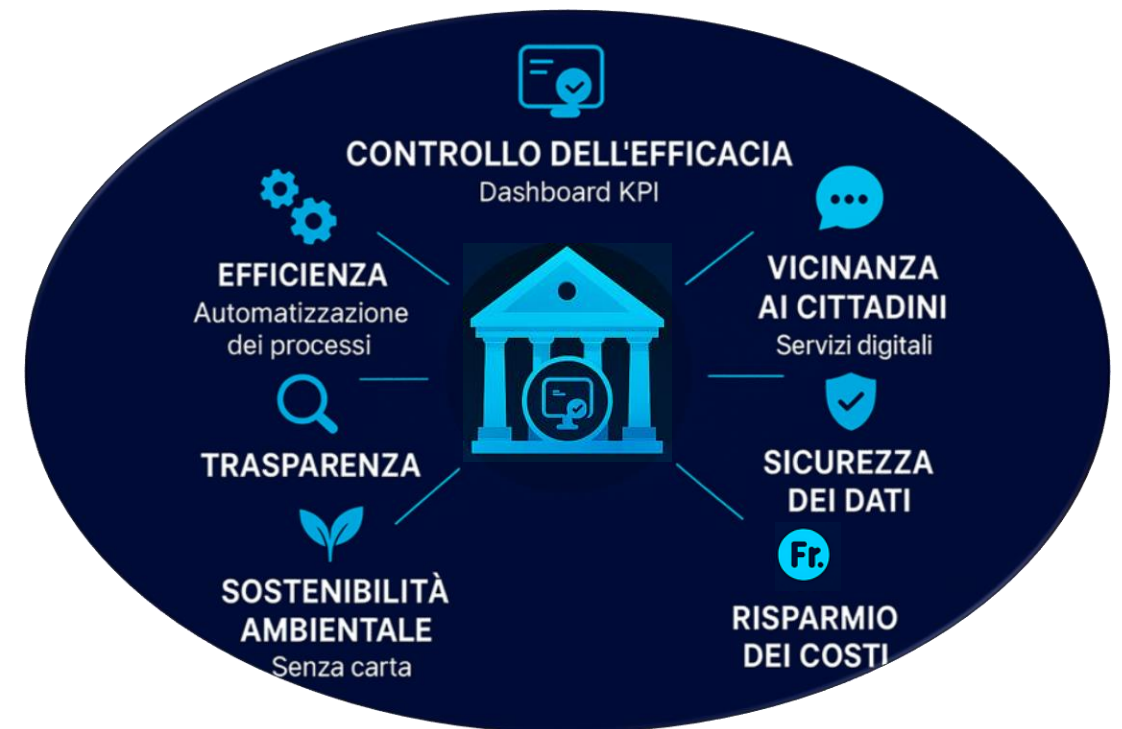 CONTROLLO DELL'EFFICACIA
Dashboard KPI
EFFICIENZA
Automatizzazione
dei processi
VICINANZA
AI CITTADINI
Servizi digitali
TRASPARENZA
SICUREZZA
DEI DATI
SOSTENIBILITÀ
AMBIENTALE
Senza carta
Fr.
RISPARMIO
DEI COSTI